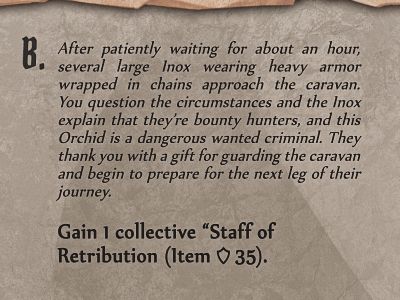 B.
After patiently waiting for about an hour,
several large Inox wearing heavy armor
wrapped in chains approach the caravan.
You question the circumstances and the Inox
explain that they're bounty hunters, and this
Orchid is a dangerous wanted criminal. They
thank you with a gift for guarding the caravan
and begin to prepare for the next leg of their
journey.
Gain 1 collective “Staff of
Retribution (Item 35).